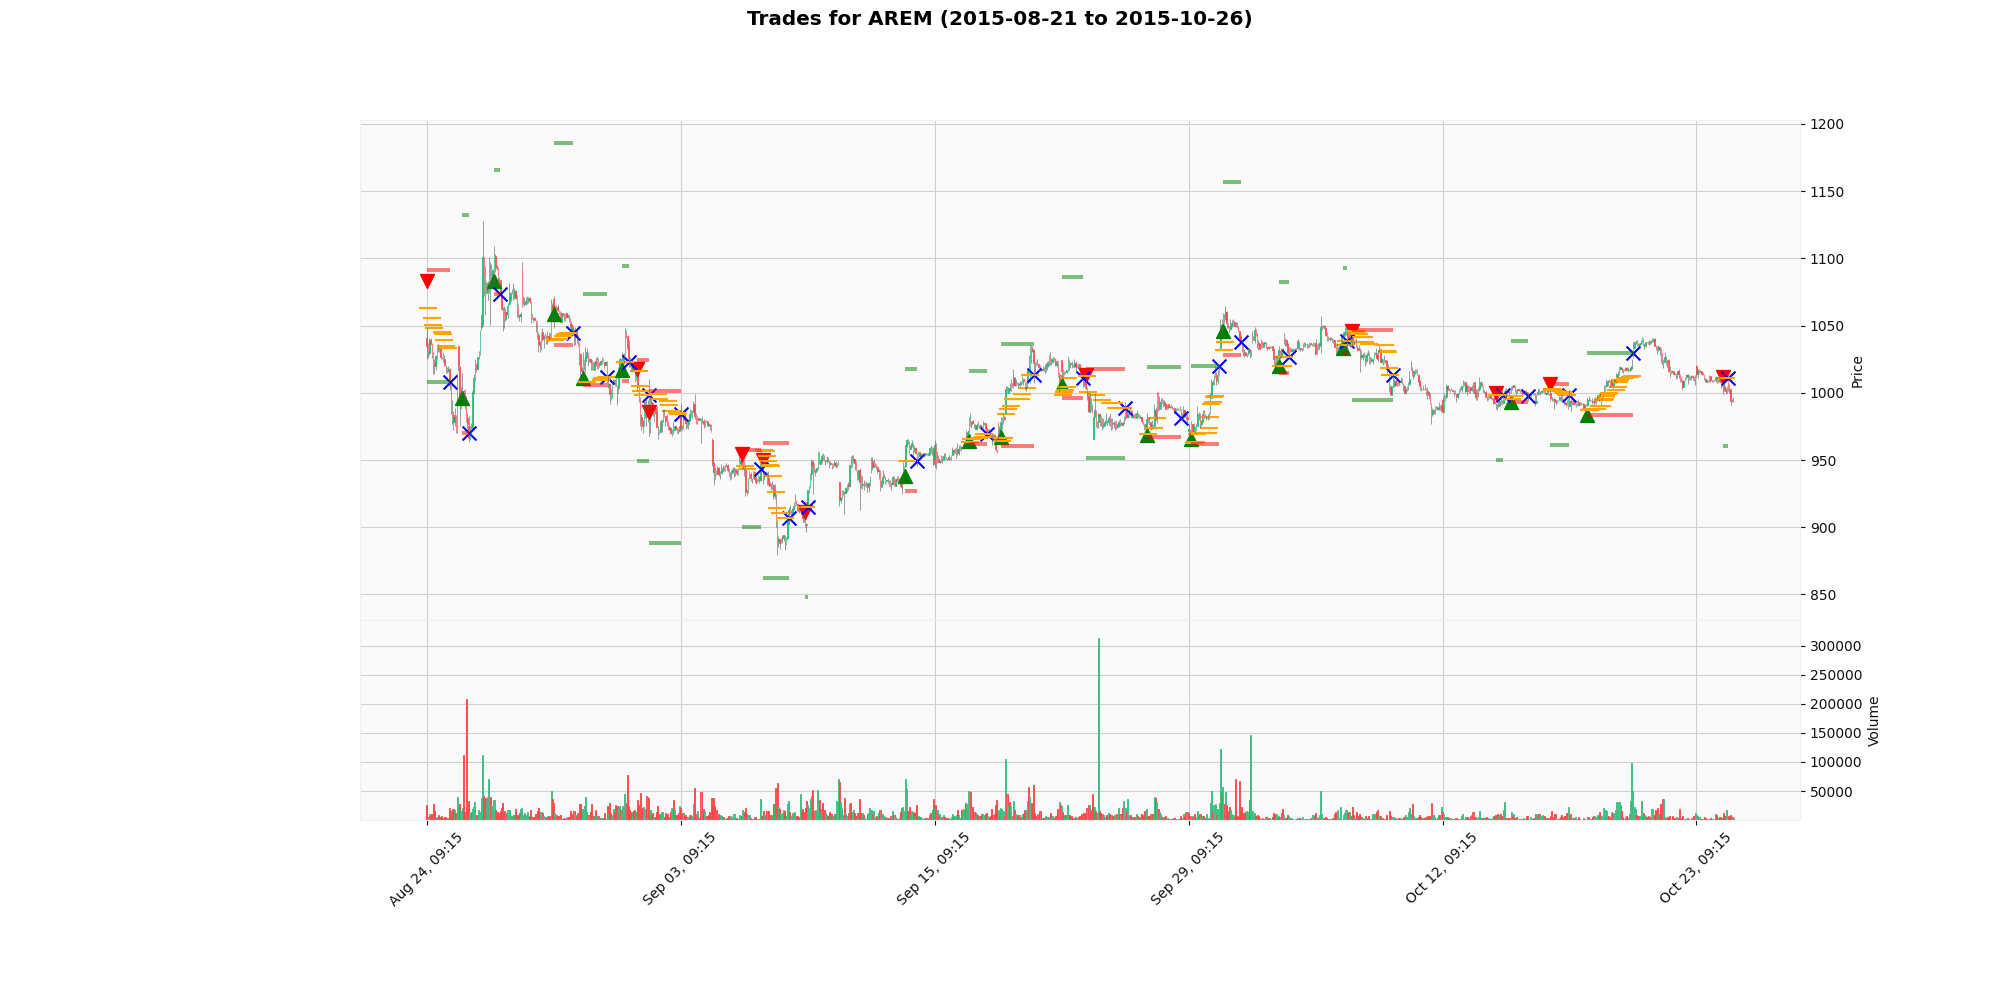 Trades for AREM (2015-08-21 to 2015-10-26)
1200
1150
1100
1050
1000
950
900
850
Price
300000
250000
200000
150000
100000
50000
Volume
Aug 24, 09:15
Sep 03, 09:15
Sep 15, 09:15
Sep 29, 09:15
Oct 12, 09:15
Oct 23, 09:15